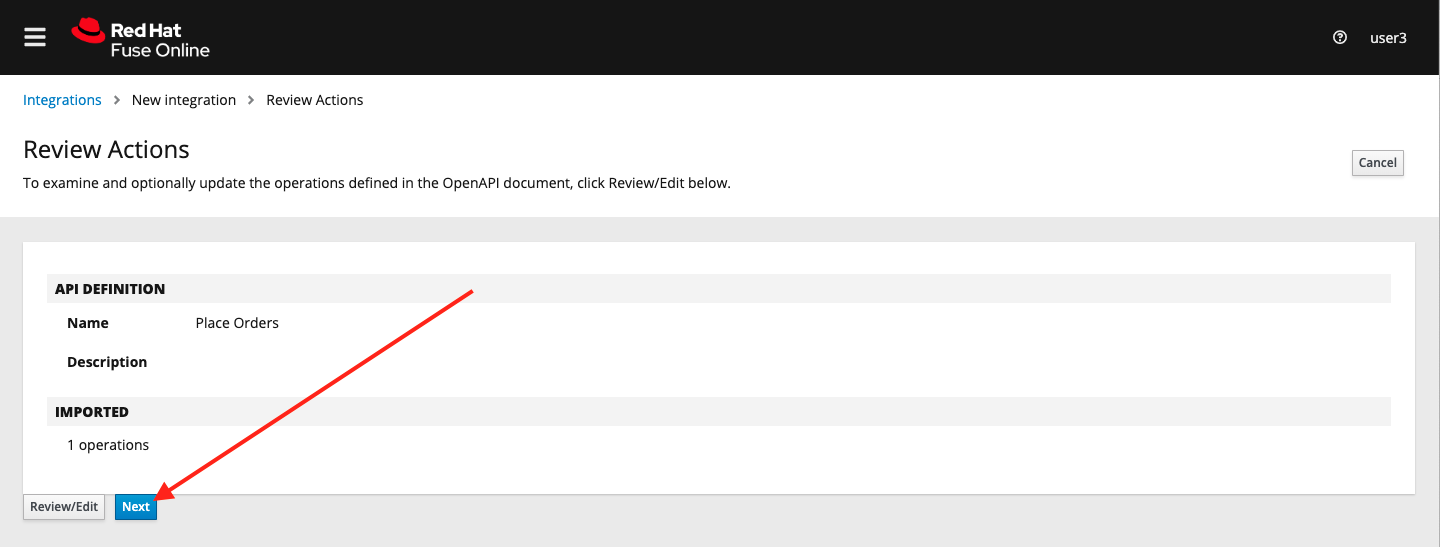 Red Hat
Fuse Online
user3
Integrations > New integration > Review Actions
Review Actions
Cancel
To examine and optionally update the operations defined in the OpenAPI document, click Review/Edit below.
API DEFINITION
Name Place Orders
Description
IMPORTED
1 operations
Review/Edit Next